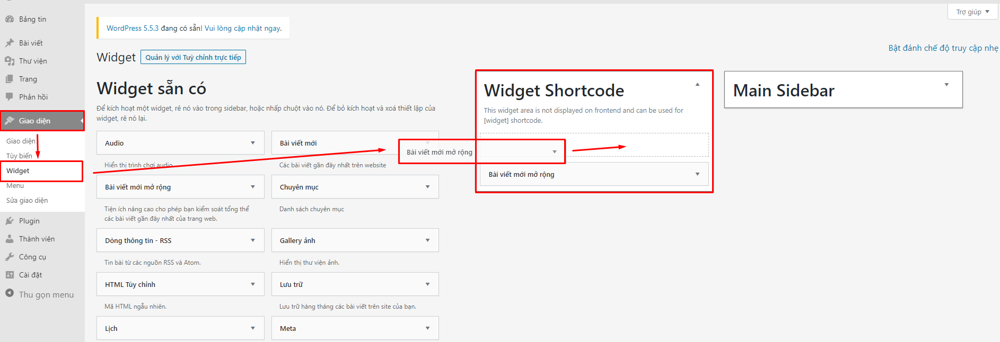 Bảng tin
Bài viết
Thư viện
Trang
Phản hồi
Giao diện
Giao diện
Tùy biến
Widget
Menu
Sửa giao diện
Plugin
Thành viên
Công cụ
Cài đặt
Thu gọn menu
Trợ giúp
WordPress 5.5.3 đang có sẵn! Vui lòng cập nhật ngay.
Bật đánh chế độ truy cập nhẹ
Widget
Quản lý với Tuỳ chỉnh trực tiếp
Widget sẵn có
Để kích hoạt một widget, rê nó vào trong sidebar, hoặc nhấp chuột vào nó. Để bỏ kích hoạt và xoá thiết lập của
widget, rê nó lại.
Audio
Hiển thị trình chơi audio
Bài viết mới
Các bài viết gần đây nhất trên website
Bài viết mới mở rộng
Tiện ích nâng cao cho phép bạn kiểm soát tổng thể
các bài viết gần đây nhất của trang web.
Chuyên mục
Danh sách chuyên mục
Dòng thông tin - RSS
Tin bài từ các nguồn RSS và Atom.
Gallery ảnh
Hiển thị thư viện ảnh.
HTML Tùy chỉnh
Mã HTML ngẫu nhiên.
Lưu trữ
Lưu trữ hàng tháng các bài viết trên site của bạn.
Lịch
Meta
Bài viết mới mở rộng
Widget Shortcode
This widget area is not displayed on frontend and can be used for
[widget] shortcode.
Bài viết mới mở rộng
Main Sidebar